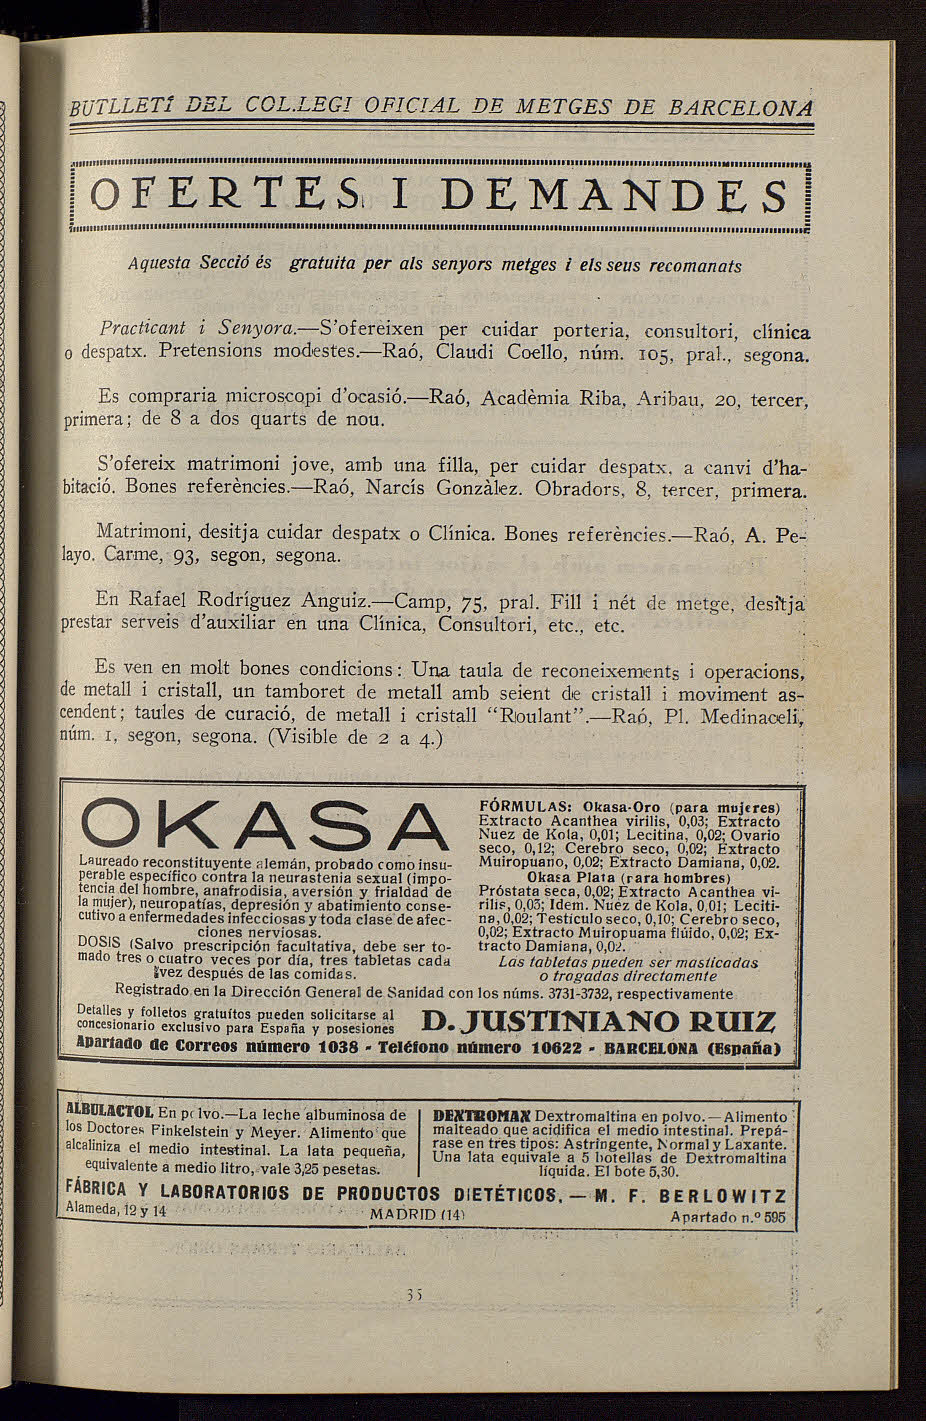 BUTLLETÍ DEL COL.LEGI OFICIAL DE METGES DE BARCELONA
OFERTES I DEMANDES
Aquesta Secció és gratuita per als senyors metges i els seus recomanats
Practicant i Senyora.—S'ofereixen per cuidar porteria, consultori, clínica
o despatx. Pretensions modestes.—Raó, Claudi Coello, núm. 105, pral., segona.
Es compraria microscopi d'ocasió.—Raó, Acadèmia Riba, Aribau, 20, tercer,
primera; de 8 a dos quarts de nou.
S'ofereix matrimoni jove, amb una filla, per cuidar despatx, a canvi d'ha-
bitació. Bones referències.—Raó, Narcís Gonzàlez. Obradors, 8, tercer, primera.
Matrimoni, desitja cuidar despatx o Clínica. Bones referències.—Raó, A. Pe-
layo. Carme, 93, segon, segona.
En Rafael Rodríguez Anguiz.—Camp, 75, pral. Fill i nét de metge, desitja
prestar serveis d'auxiliar en una Clínica, Consultori, etc., etc.
Es ven en molt bones condicions: Una taula de reconeixements i operacions,
de metall i cristall, un tamboret de metall amb seient de cristall i moviment as-
cendent; taules de curació, de metall i cristall "Roulant".—Raó, Pl. Medinaceli,
núm. 1, segon, segona. (Visible de 2 a 4.)
OKASA
Laureado reconstituyente alemán, probado como insu-
perable específico contra la neurastenia sexual (impo-
tencia del hombre, anafrodisia, aversión y frialdad de
la mujer), neuropatías, depresión y abatimiento conse-
cutivo a enfermedades infecciosas y toda clase de afec-
ciones nerviosas.
DOSIS (Salvo prescripción facultativa, debe ser to-
mado tres o cuatro veces por día, tres tabletas cada
vez después de las comidas.
FÓRMULAS: Okasa-Oro (para mujeres)
Extracto Acanthea virilis, 0,03; Extracto
Nuez de Kola, 0,01; Lecitina, 0,02; Ovario
seco, 0,12; Cerebro seco, 0,02; Extracto
Muiropuano, 0,02; Extracto Damiana, 0,02.
Okasa Plata (para hombres)
Próstata seca, 0,02; Extracto Acanthea vi-
rilis, 0,03; Idem. Nuez de Kola, 0,01; Leciti-
na, 0,02; Testículo seco, 0,10; Cerebro seco,
0,02; Extracto Muiropuama flúido, 0,02; Ex-
tracto Damiana, 0,02.
Las tabletas pueden ser masticadas
o tragadas directamente
Registrado en la Dirección General de Sanidad con los núms. 3731-3732, respectivamente
Detalles y folletos gratuítos pueden solicitarse al
concesionario exclusivo para España y posesiones
D. JUSTINIANO RUIZ
Apartado de Correos número 1038 - Teléfono número 10622 - BARCELONA (España)
ALBULACTOL En polvo.—La leche albuminosa de
los Doctores Finkelstein y Meyer. Alimento que
alcaliniza el medio intestinal. La lata pequeña,
equivalente a medio litro, vale 3,25 pesetas.
DEXTROMAX Dextromaltina en polvo.—Alimento
malteado que acidifica el medio intestinal. Prepá-
rase en tres tipos: Astringente, Normal y Laxante.
Una lata equivale a 5 botellas de Dextromaltina
líquida. El bote 5,30.
FÁBRICA Y LABORATORIOS DE PRODUCTOS DIETÉTICOS.—M. F. BERLOWITZ
Alameda, 12 y 14 MADRID (14) Apartado n.º 595
35